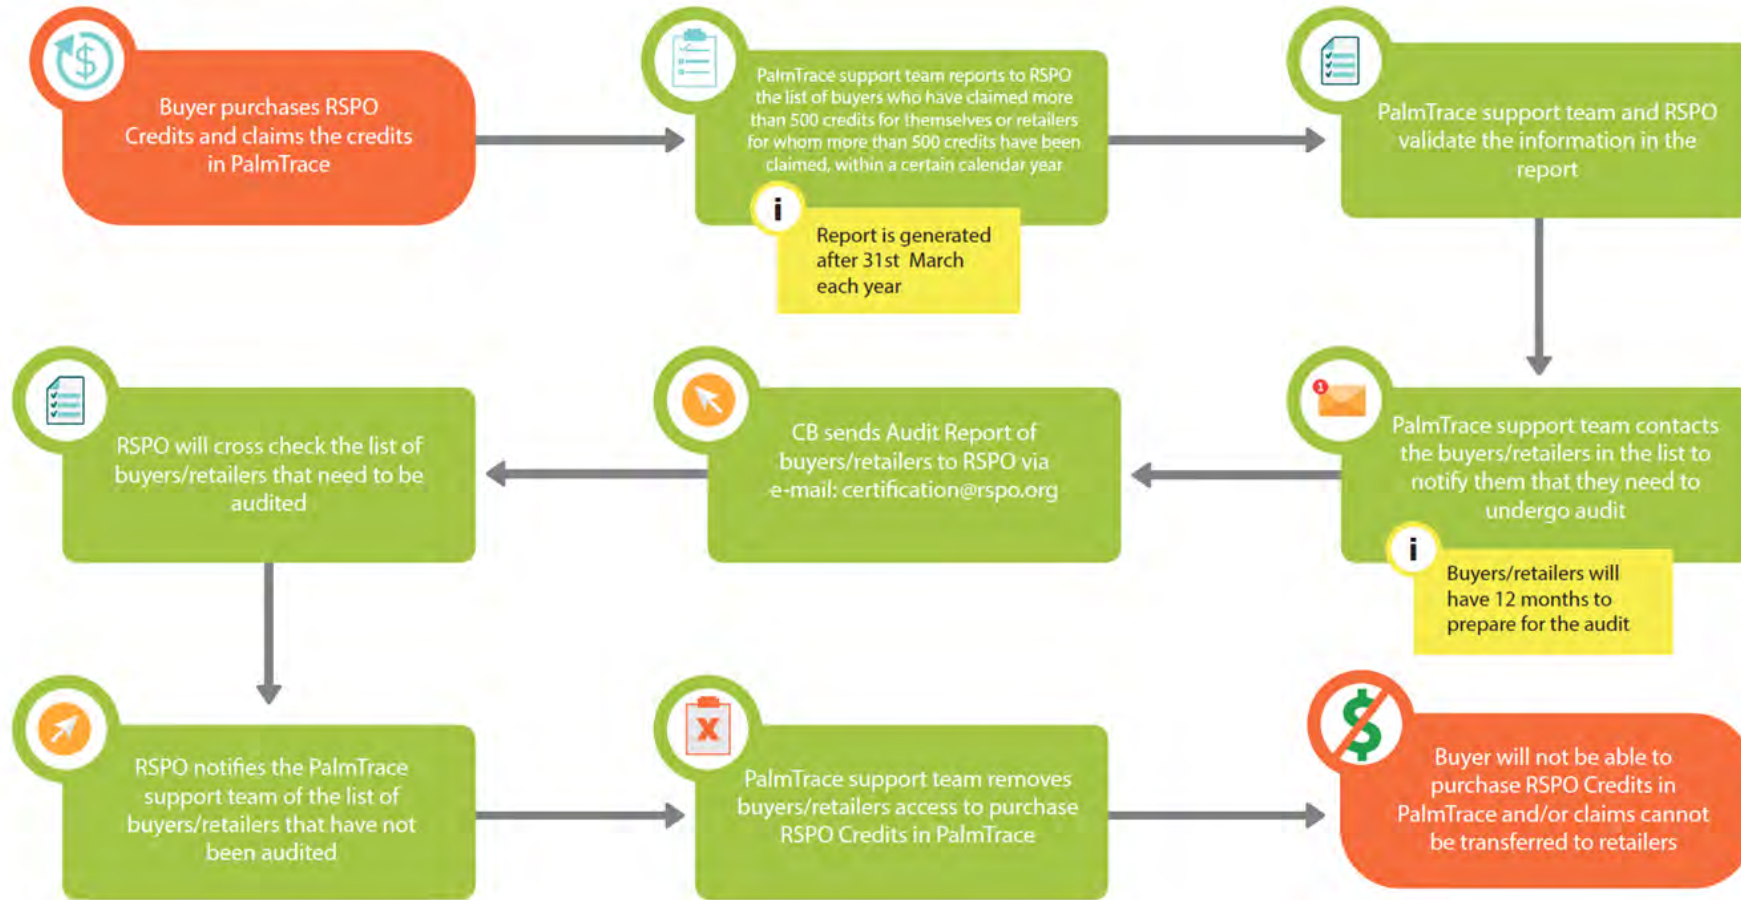 Buyer purchases RSPO
Credits and claims the credits
in PalmTrace
PalmTrace support team reports to RSPO
the list of buyers who have claimed more
than 500 credits for themselves or retailers
for whom more than 500 credits have been
claimed, within a certain calendar year
i
Report is generated
after 31st March
each year
PalmTrace support team and RSPO
validate the information in the
report
1
PalmTrace support team contacts
the buyers/retailers in the list to
notify them that they need to
undergo audit
i
Buyers/retailers will
have 12 months to
prepare for the audit
CB sends Audit Report of
buyers/retailers to RSPO via
e-mail: certification@rspo.org
RSPO will cross check the list of
buyers/retailers that need to be
audited
RSPO notifies the PalmTrace
support team of the list of
buyers/retailers that have not
been audited
X
PalmTrace support team removes
buyers/retailers access to purchase
RSPO Credits in PalmTrace
Buyer will not be able to
purchase RSPO Credits in
PalmTrace and/or claims cannot
be transferred to retailers